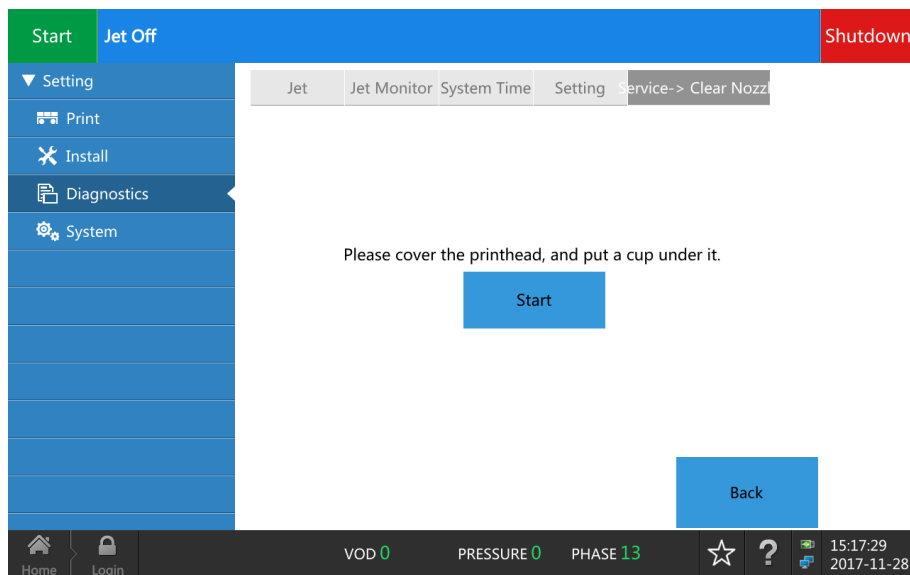 Start
Jet Off
Shutdown
Setting
Print
Install
Diagnostics
System
Jet
Jet Monitor
System Time
Setting
Service-> Clear Nozzl
Please cover the printhead, and put a cup under it.
Start
Back
Home
Login
VOD 0
PRESSURE 0
PHASE 13
?
15:17:29
2017-11-28